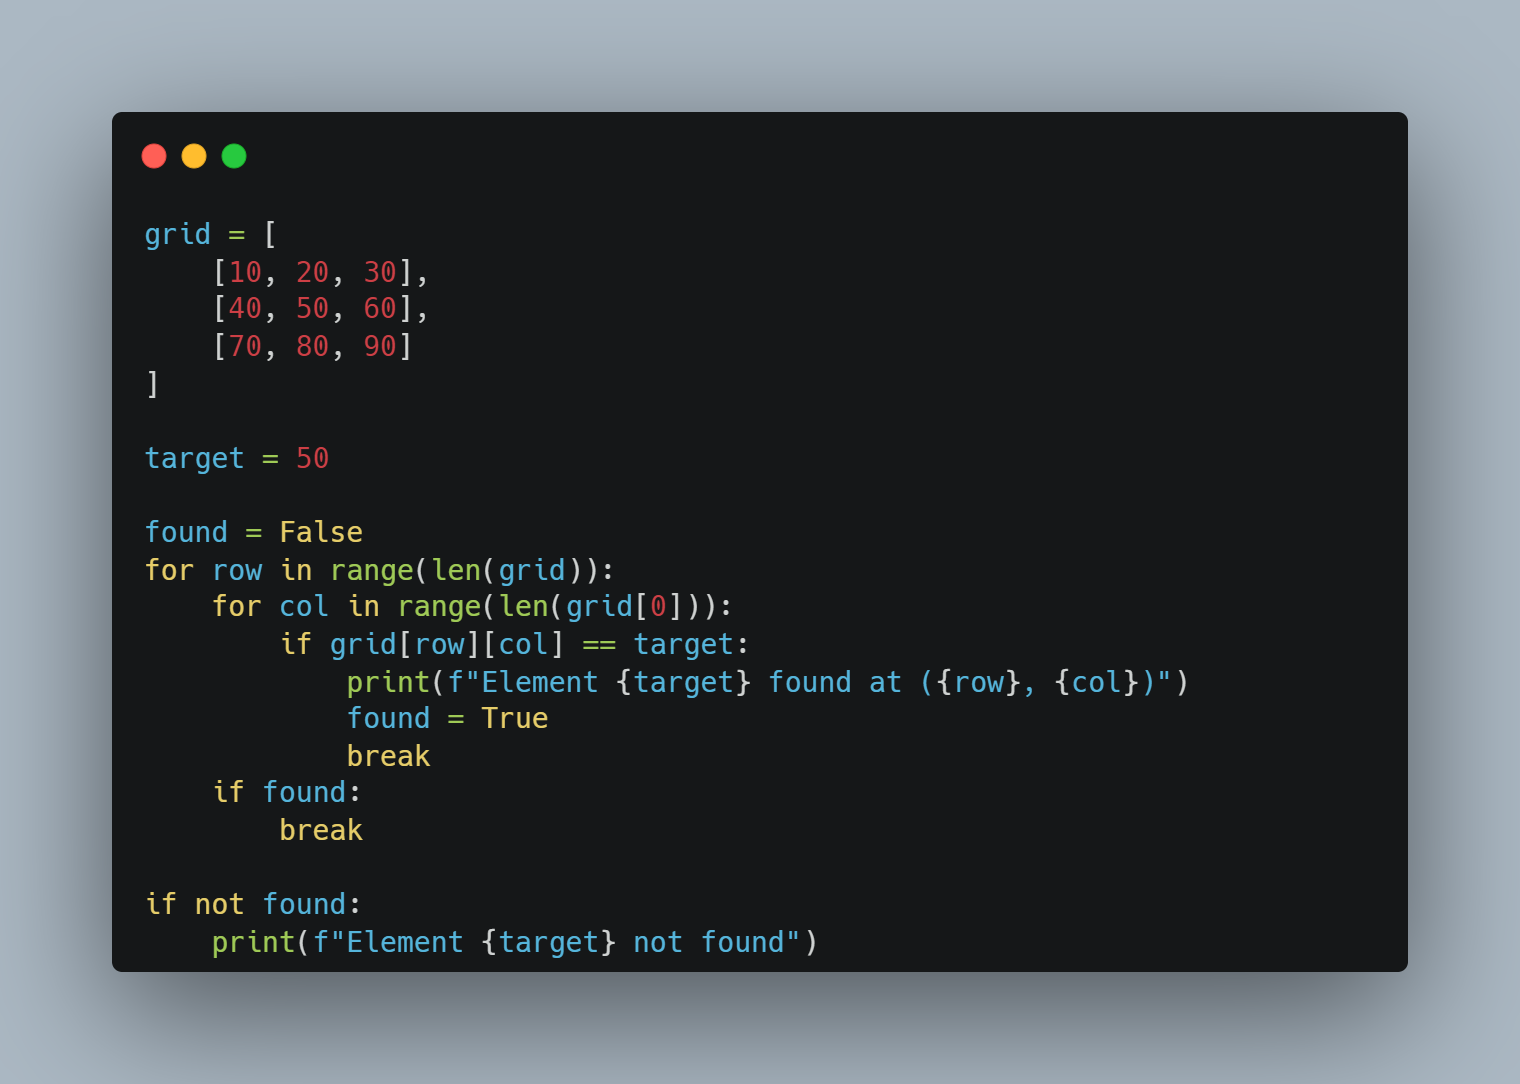 grid = [
    [10, 20, 30],
    [40, 50, 60],
    [70, 80, 90]
]

target = 50

found = False
for row in range(len(grid)):
    for col in range(len(grid[0])):
        if grid[row][col] == target:
            print(f"Element {target} found at ({row}, {col})")
            found = True
            break
    if found:
        break

if not found:
    print(f"Element {target} not found")